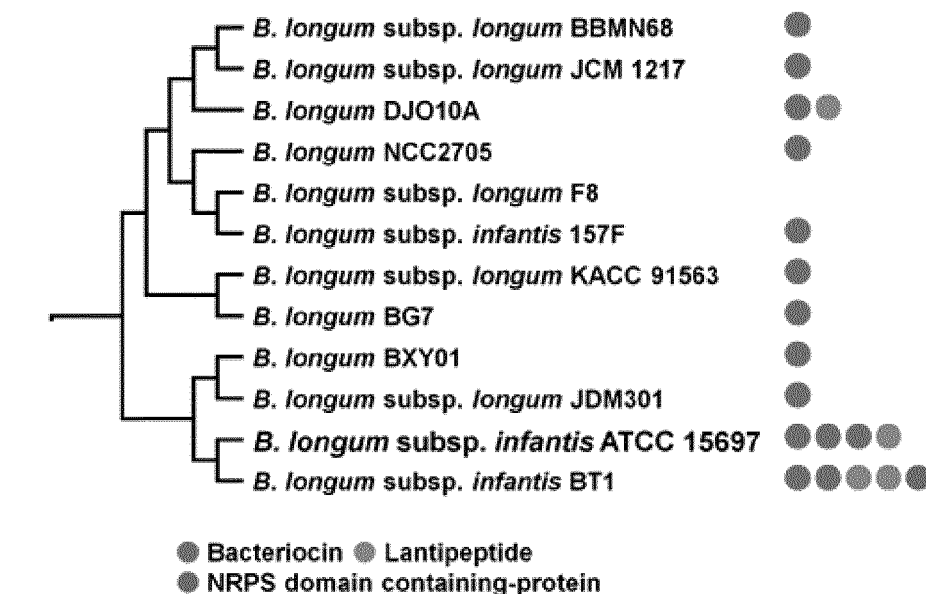 B. longum subsp. longum BBMN68
B. longum subsp. longum JCM 1217
B. longum DJO10A
B. longum NCC2705
B. longum subsp. longum F8
B. longum subsp. infantis 157F
B. longum subsp. longum KACC 91563
B. longum BG7
B. longum BXY01
B. longum subsp. longum JDM301
B. longum subsp. infantis ATCC 15697
B. longum subsp. infantis BT1
Bacteriocin Lantipeptide
NRPS domain containing-protein